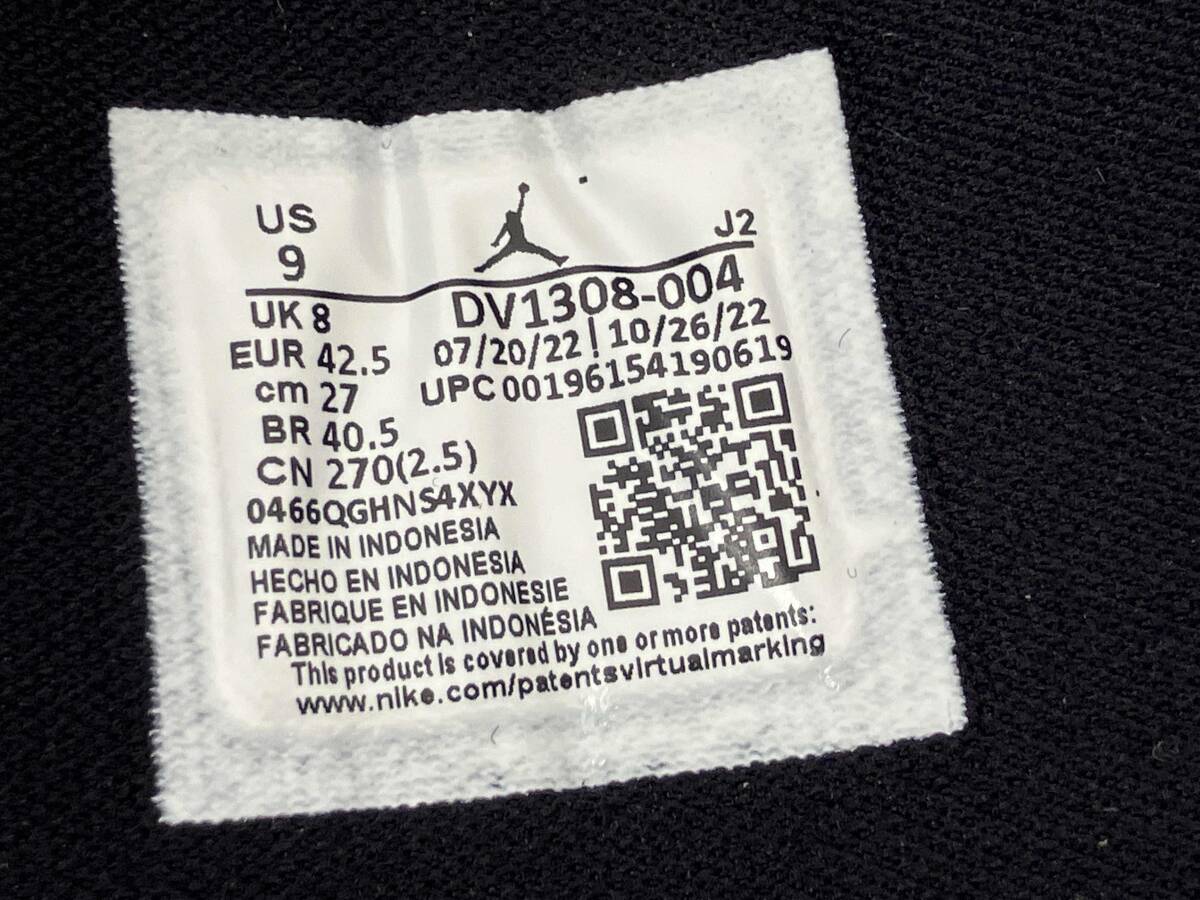 US
9
J2
UK 8
EUR 42.5
cm 27
BR 40.5
CN 270(2.5)
DV1308-004
07/20/22 | 10/26/22
UPC 00196154190619
0466QGHNS4XYX
MADE IN INDONESIA
HECHO EN INDONESIA
FABRIQUE EN INDONESIE
FABRICADO NA INDONÉSIA
This product is covered by one or more patents:
www.nike.com/patentsvirtualmarking